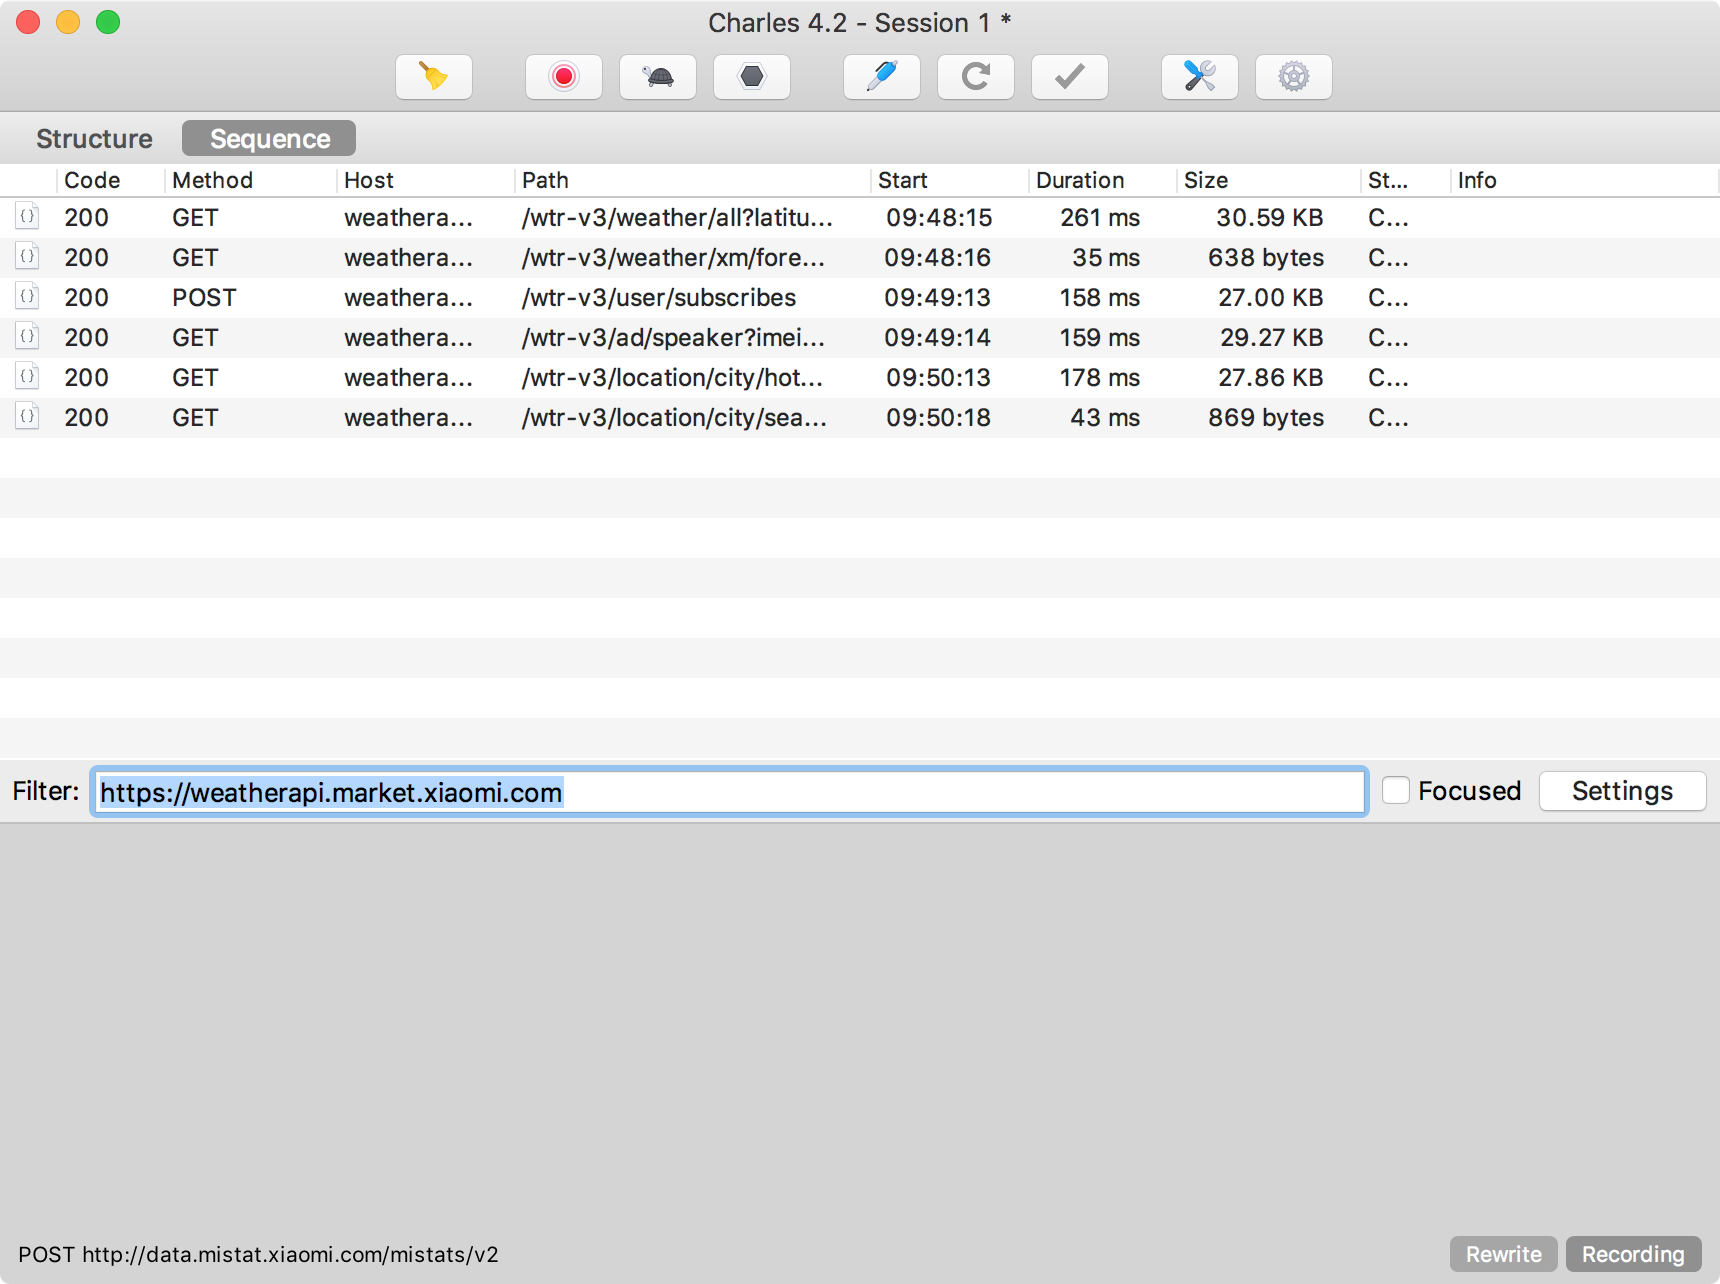 Charles 4.2 - Session 1 *
Structure Sequence
Code Method Host Path Start Duration Size St... Info
{} 200 GET weathera... /wtr-v3/weather/all?latitu... 09:48:15 261 ms 30.59 KB C...
{} 200 GET weathera... /wtr-v3/weather/xm/fore... 09:48:16 35 ms 638 bytes C...
{} 200 POST weathera... /wtr-v3/user/subscribes 09:49:13 158 ms 27.00 KB C...
{} 200 GET weathera... /wtr-v3/ad/speaker?imei... 09:49:14 159 ms 29.27 KB C...
{} 200 GET weathera... /wtr-v3/location/city/hot... 09:50:13 178 ms 27.86 KB C...
{} 200 GET weathera... /wtr-v3/location/city/sea... 09:50:18 43 ms 869 bytes C...
Filter: https://weatherapi.market.xiaomi.com Focused Settings
POST http://data.mistat.xiaomi.com/mistats/v2 Rewrite Recording